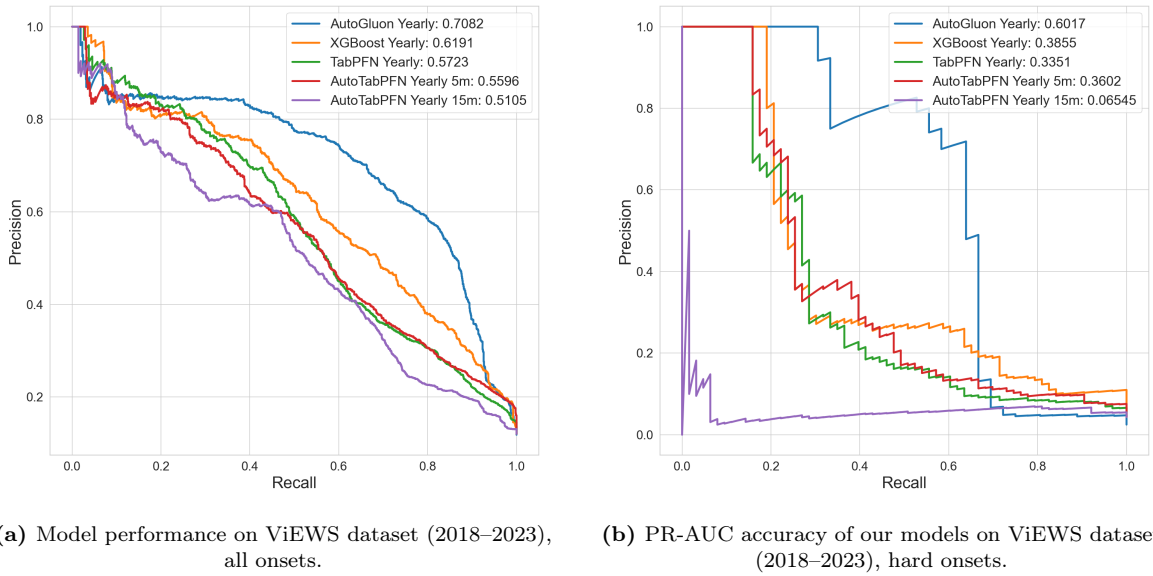 1.0
0.8
0.6
0.4
0.2
Precision
0.0
0.2
0.4
0.6
0.8
1.0
Recall
AutoGluon Yearly: 0.7082
XGBoost Yearly: 0.6191
TabPFN Yearly: 0.5723
AutoTabPFN Yearly 5m: 0.5596
AutoTabPFN Yearly 15m: 0.5105
(a) Model performance on ViEWS dataset (2018–2023),
all onsets.
1.0
0.8
0.6
0.4
0.2
0.0
Precision
0.0
0.2
0.4
0.6
0.8
1.0
Recall
AutoGluon Yearly: 0.6017
XGBoost Yearly: 0.3855
TabPFN Yearly: 0.3351
AutoTabPFN Yearly 5m: 0.3602
AutoTabPFN Yearly 15m: 0.06545
(b) PR-AUC accuracy of our models on ViEWS datase
(2018–2023), hard onsets.